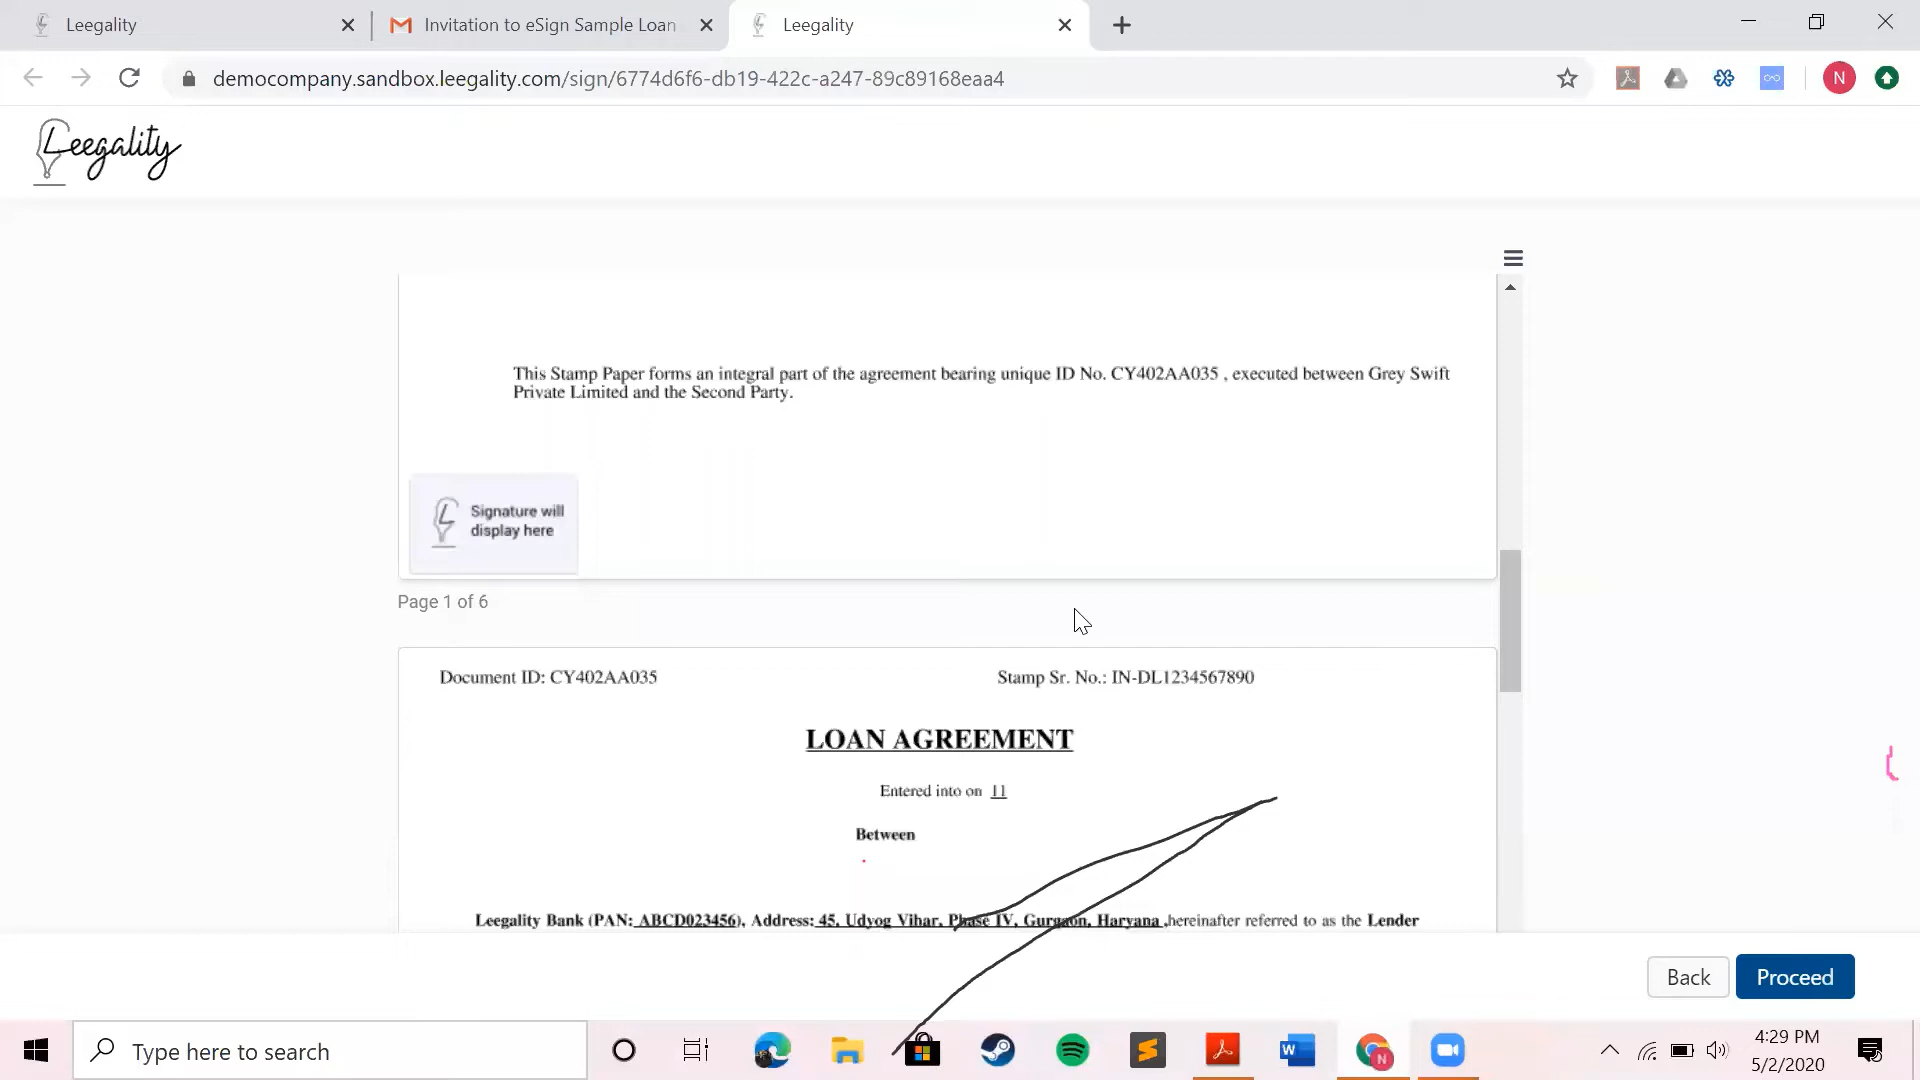 Leegality
Invitation to eSign Sample Loan
Leegality
democompany.sandbox.leegality.com/sign/6774d6f6-db19-422c-a247-89c89168eaa4
N
Leegality
This Stamp Paper forms an integral part of the agreement bearing unique ID No. CY402AA035 , executed between Grey Swift
Private Limited and the Second Party.
Signature will
display here
Page 1 of 6
Document ID: CY402AA035
Stamp Sr. No.: IN-DL1234567890
LOAN AGREEMENT
Entered into on 11
Between
Leegality Bank (PAN: ABCD023456), Address: 45, Udyog Vihar, Phase IV, Gurgaon, Haryana ,hereinafter referred to as the Lender
Back
Proceed
Type here to search
4:29 PM
5/2/2020